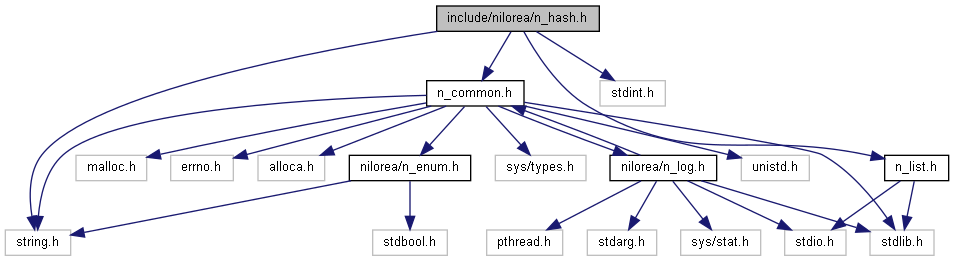 include/nilorea/n_hash.h
n_common.h
stdint.h
malloc.h
errno.h
alloca.h
nilorea/n_enum.h
sys/types.h
nilorea/n_log.h
unistd.h
n_list.h
string.h
stdbool.h
pthread.h
stdarg.h
sys/stat.h
stdio.h
stdlib.h